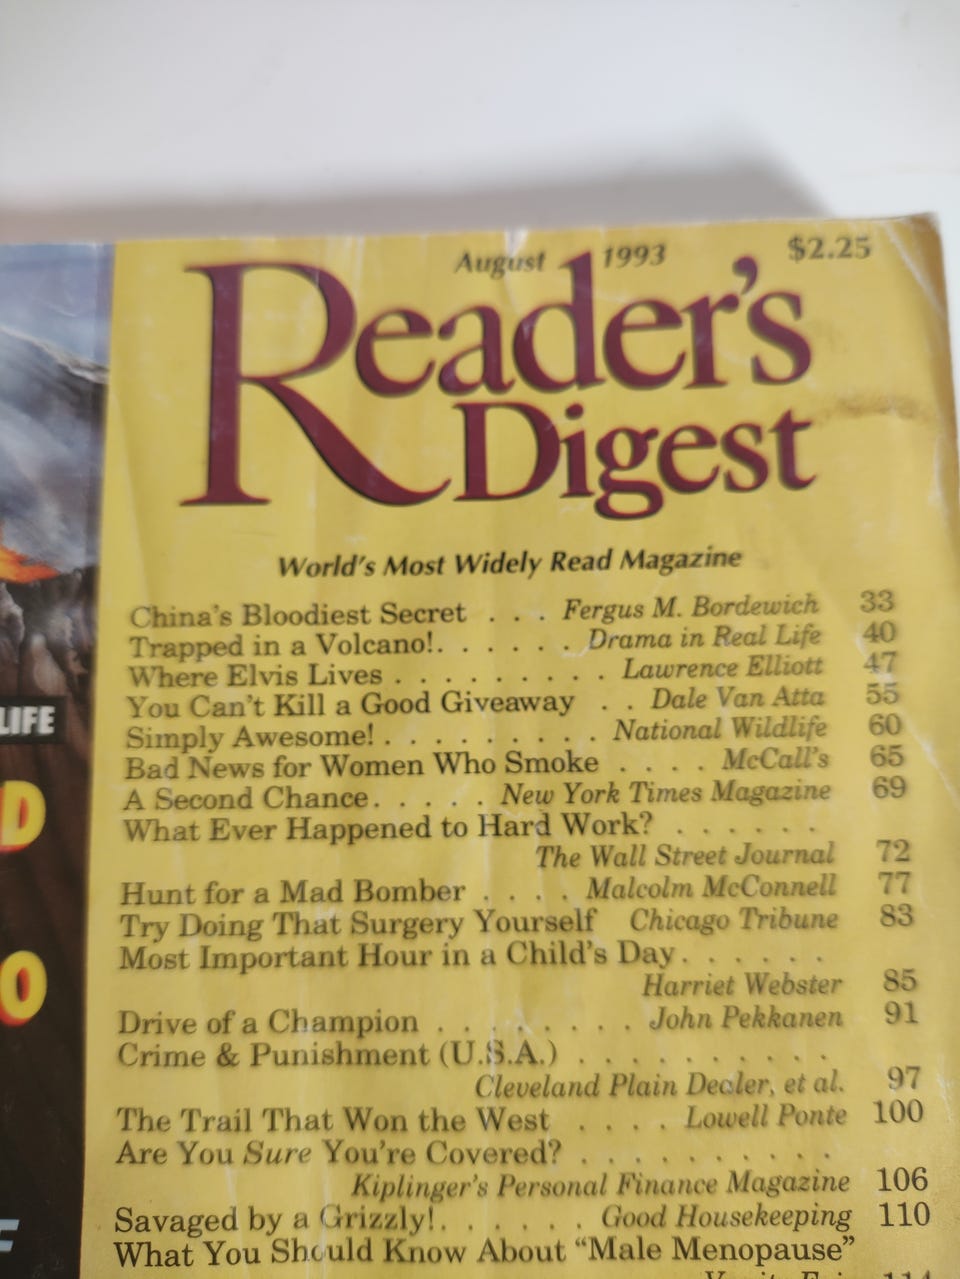 August 1993 $2.25
Reader's
Digest
World's Most Widely Read Magazine
China's Bloodiest Secret . . . Fergus M. Bordewich 33
Trapped in a Volcano! . . . . . . Drama in Real Life 40
Where Elvis Lives . . . . . . . . . Lawrence Elliott 47
You Can't Kill a Good Giveaway . . Dale Van Atta 55
Simply Awesome! . . . . . . . . . National Wildlife 60
Bad News for Women Who Smoke . . . . McCall's 65
A Second Chance . . . . . New York Times Magazine 69
What Ever Happened to Hard Work? . . . . . .
The Wall Street Journal 72
Hunt for a Mad Bomber . . . . Malcolm McConnell 77
Try Doing That Surgery Yourself Chicago Tribune 83
Most Important Hour in a Child's Day . . . . . .
Harriet Webster 85
Drive of a Champion . . . . . . . . John Pekkanen 91
Crime & Punishment (U.S.A.) . . . . . . . . . .
Cleveland Plain Dealer, et al. 97
The Trail That Won the West . . . . Lowell Ponte 100
Are You Sure You're Covered? . . . . . . . . . .
Kiplinger's Personal Finance Magazine 106
Savaged by a Grizzly! . . . . . . Good Housekeeping 110
What You Should Know About "Male Menopause"
LIFE
D
O